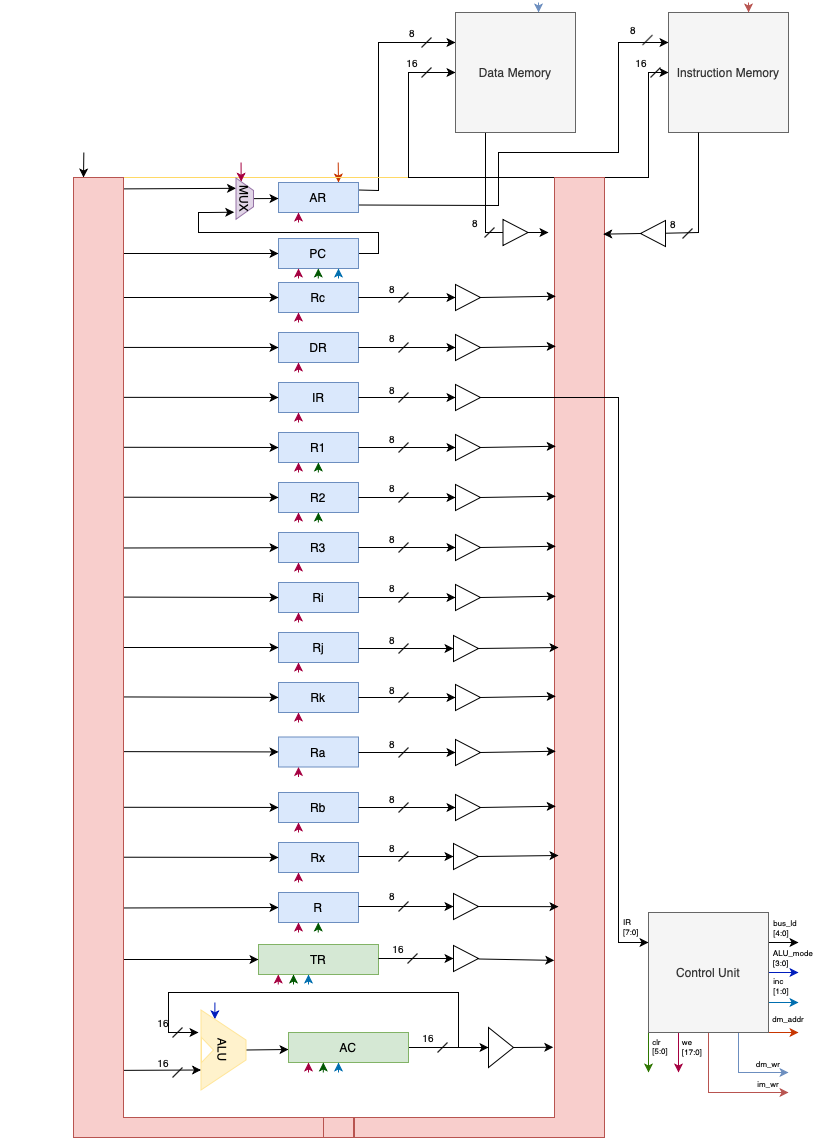 8
Data Memory
16
8
Instruction Memory
16
MUX
AR
8
8
PC
Rc
8
DR
8
IR
8
R1
8
R2
8
R3
8
Ri
8
Rj
8
Rk
8
Ra
8
Rb
8
Rx
8
R
8
TR
16
16
ALU
16
AC
16
IR
[7:0]
Control Unit
bus_ld
[4:0]
ALU_mode
[3:0]
inc
[1:0]
dm_addr
clr
[5:0]
we
[17:0]
dm_wr
im_wr